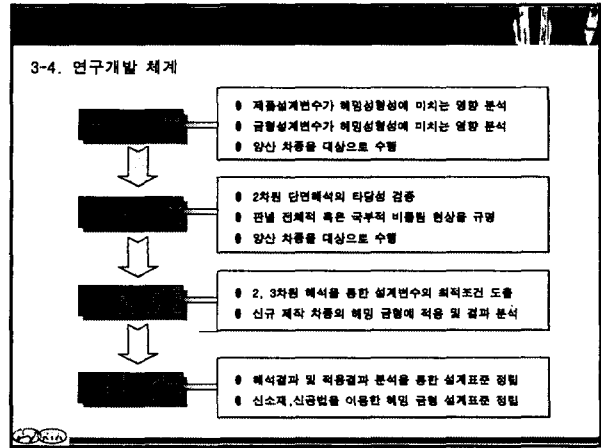 3-4. 연구개발 체계
제품설계변수가 헤밍성형성에 미치는 영향 분석
금형설계변수가 헤밍성형성에 미치는 영향 분석
양산 차종을 대상으로 수행
2차원 단면해석의 타당성 검증
판넬 전체적 혹은 국부적 비틀림 현상을 규명
양산 차종을 대상으로 수행
2, 3차원 해석을 통한 설계변수의 최적조건 도출
신규 제작 차종의 헤밍 금형에 적용 및 결과 분석
해석결과 및 적용결과 분석을 통한 설계표준 정립
신소재,신공법을 이용한 헤밍 금형 설계표준 정립